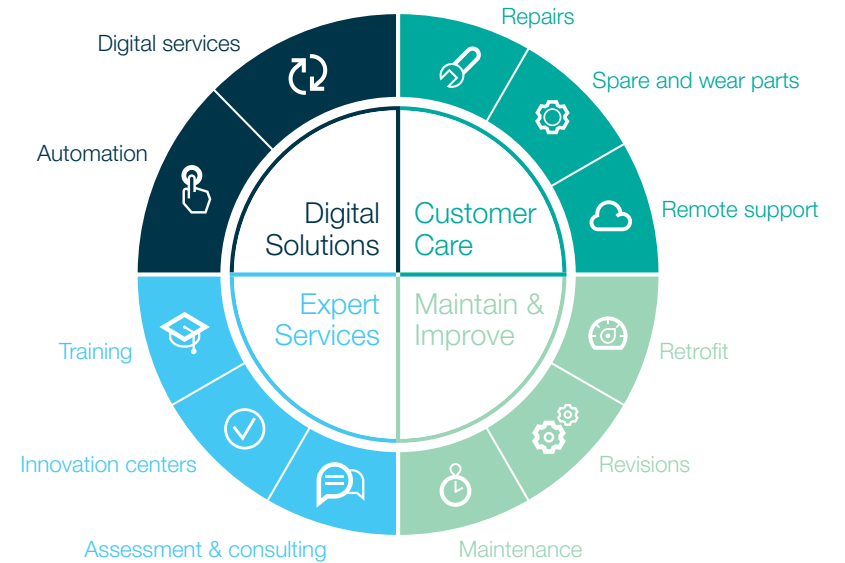 Repairs
Digital services
Spare and wear parts
Automation
Remote support
Digital
Solutions
Customer
Care
Expert
Services
Maintain &
Improve
Training
Retrofit
Innovation centers
Revisions
Assessment & consulting
Maintenance